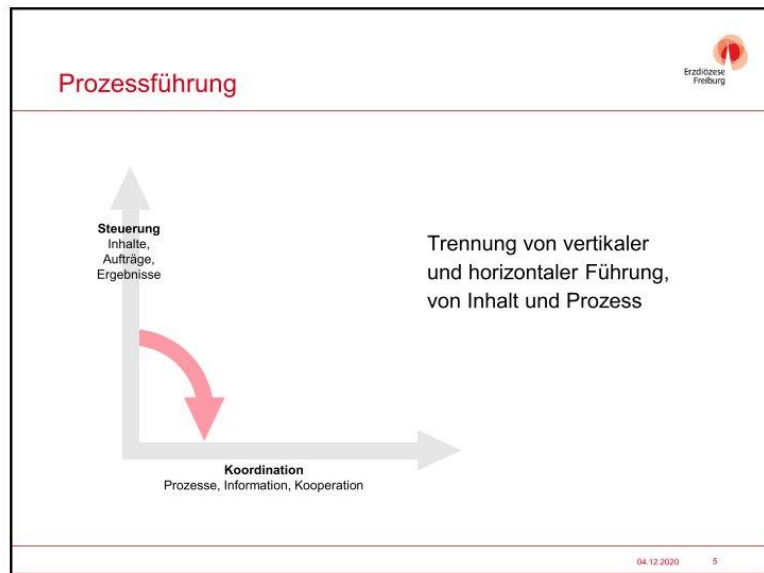 Prozessführung
Erzdiözese
Freiburg
Steuerung
Inhalte,
Aufträge,
Ergebnisse
Trennung von vertikaler
und horizontaler Führung,
von Inhalt und Prozess
Koordination
Prozesse, Information, Kooperation
04.12.2020 5